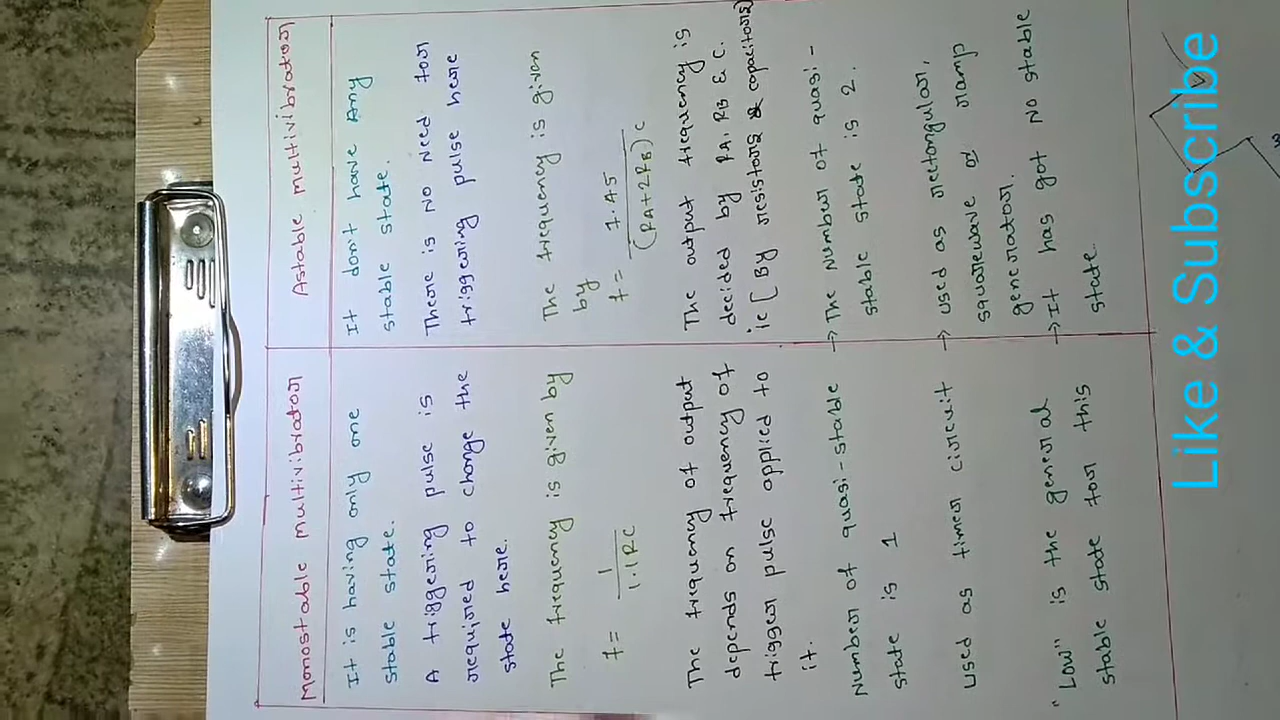 Monostable multivibrator
It is having only one
stable state.
A triggering pulse is
required to change the
state here.
The frequency is given by
f = 1 / 1.1RC
The frequency of output
depends on frequency of
trigger pulse applied to
it.
Number of quasi-stable
state is 1
used as timer circuit
"Low" is the general
stable state for this
Astable multivibrator
It don't have Any
stable state.
There is no Need for
triggering pulse here
The frequency is given
by
f = 1.45 / (RA+2RB)C
The output frequency is
decided by RA, RB & C.
ie [By resistors & capacitors]
→ The Number of quasi-
stable state is 2.
→ used as rectangular,
squarewave or ramp
generator.
→ It has got No stable
state.
Like & Subscribe